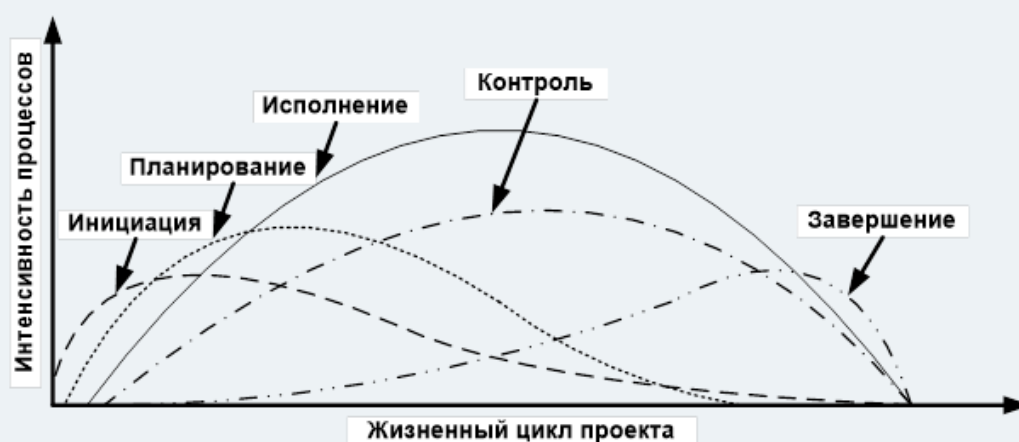 Интенсивность процессов
Контроль
Исполнение
Планирование
Инициация
Завершение
Жизненный цикл проекта